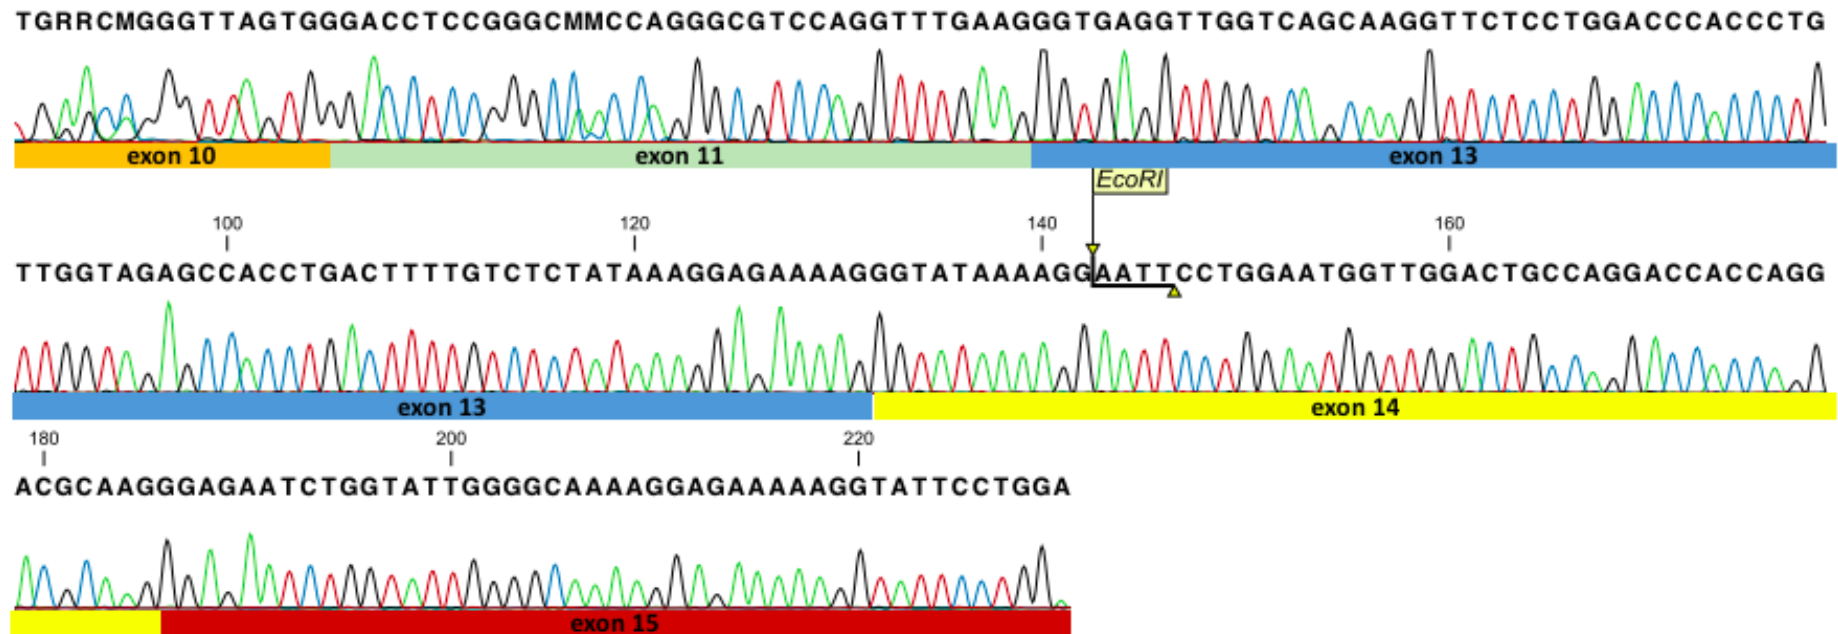 TGRRCMGGGTTAGTGGGACCTCCGGGCMMCCAGGGCGTCCAGGTTTGAAGGGTGAGGTTGGTCAGCAAGGTTCTCCTGGACCCACCCTG
exon 10 exon 11 exon 13
EcoRI
100 120 140 160
TTGGTAGAGCCACCTGACTTTTGTCTCTATAAAGGAGAAAAGGGTATAAAAGGAATTCCTGGAATGGTTGGACTGCCAGGACCACCAGG
exon 13 exon 14
180 200 220
ACGCAAGGGAGAATCTGGTATTGGGGCAAAAGGAGAAAAAGGTATTCCTGGA
exon 15